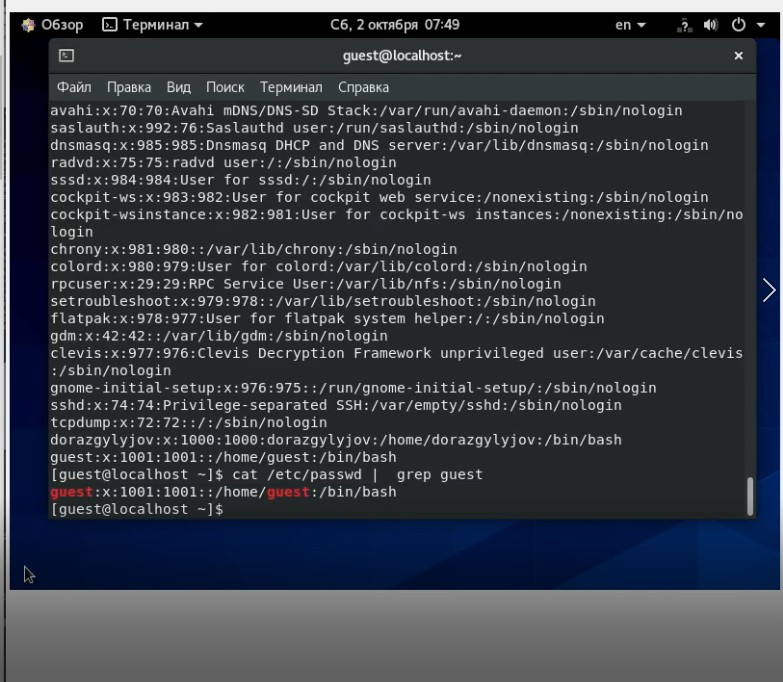 Обзор Терминал Сб, 2 октября 07:49 en ?
guest@localhost:~ ×
Файл Правка Вид Поиск Терминал Справка
avahi:x:70:70:Avahi mDNS/DNS-SD Stack:/var/run/avahi-daemon:/sbin/nologin
saslauth:x:992:76:Saslauthd user:/run/saslauthd:/sbin/nologin
dnsmasq:x:985:985:Dnsmasq DHCP and DNS server:/var/lib/dnsmasq:/sbin/nologin
radvd:x:75:75:radvd user:/:/sbin/nologin
sssd:x:984:984:User for sssd:/:/sbin/nologin
cockpit-ws:x:983:982:User for cockpit web service:/nonexisting:/sbin/nologin
cockpit-wsinstance:x:982:981:User for cockpit-ws instances:/nonexisting:/sbin/no
login
chrony:x:981:980::/var/lib/chrony:/sbin/nologin
colord:x:980:979:User for colord:/var/lib/colord:/sbin/nologin
rpcuser:x:29:29:RPC Service User:/var/lib/nfs:/sbin/nologin
setroubleshoot:x:979:978::/var/lib/setroubleshoot:/sbin/nologin
flatpak:x:978:977:User for flatpak system helper:/:/sbin/nologin
gdm:x:42:42::/var/lib/gdm:/sbin/nologin
clevis:x:977:976:Clevis Decryption Framework unprivileged user:/var/cache/clevis
:/sbin/nologin
gnome-initial-setup:x:976:975::/run/gnome-initial-setup/:/sbin/nologin
sshd:x:74:74:Privilege-separated SSH:/var/empty/sshd:/sbin/nologin
tcpdump:x:72:72::/:/sbin/nologin
dorazgylyjov:x:1000:1000:dorazgylyjov:/home/dorazgylyjov:/bin/bash
guest:x:1001:1001::/home/guest:/bin/bash
[guest@localhost ~]$ cat /etc/passwd |  grep guest
guest:x:1001:1001::/home/guest:/bin/bash
[guest@localhost ~]$